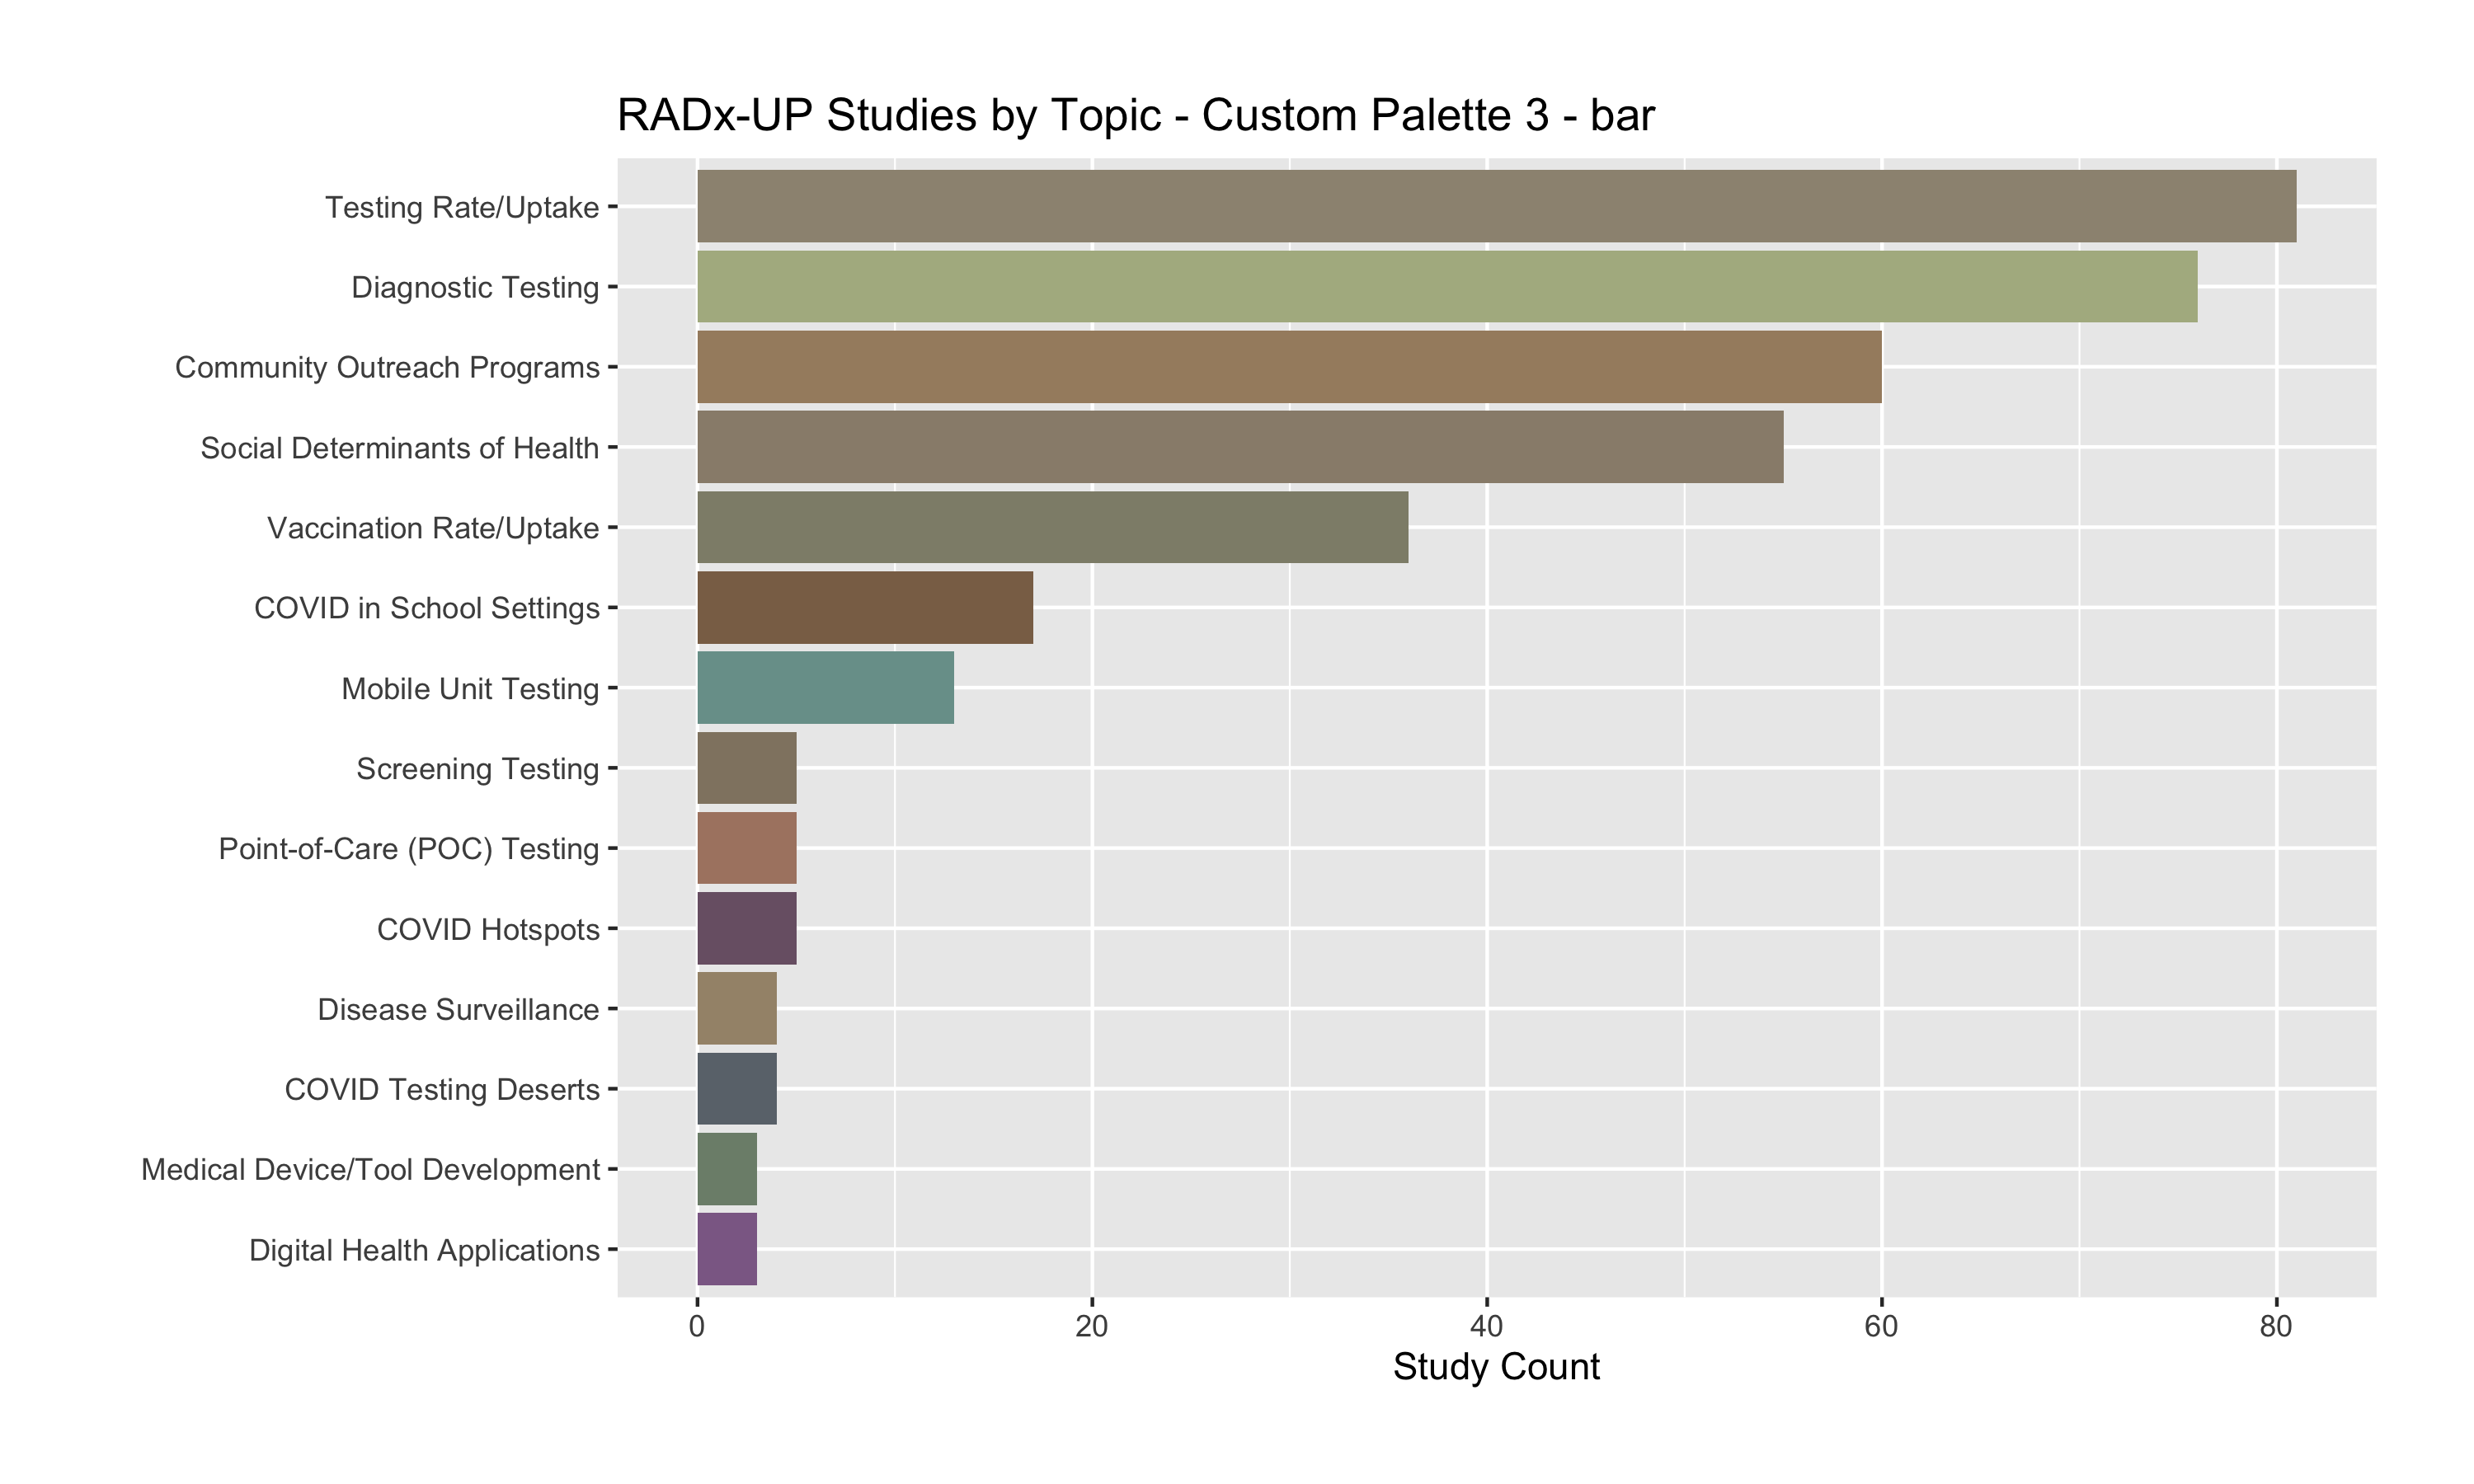 RADx-UP Studies by Topic - Custom Palette 3 - bar
Testing Rate/Uptake
Diagnostic Testing
Community Outreach Programs
Social Determinants of Health
Vaccination Rate/Uptake
COVID in School Settings
Mobile Unit Testing
Screening Testing
Point-of-Care (POC) Testing
COVID Hotspots
Disease Surveillance
COVID Testing Deserts
Medical Device/Tool Development
Digital Health Applications
0 20 40 60 80
Study Count